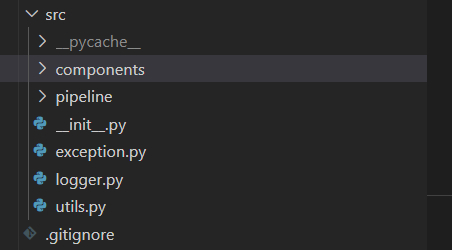 src
__pycache__
components
pipeline
__init__.py
exception.py
logger.py
utils.py
.gitignore